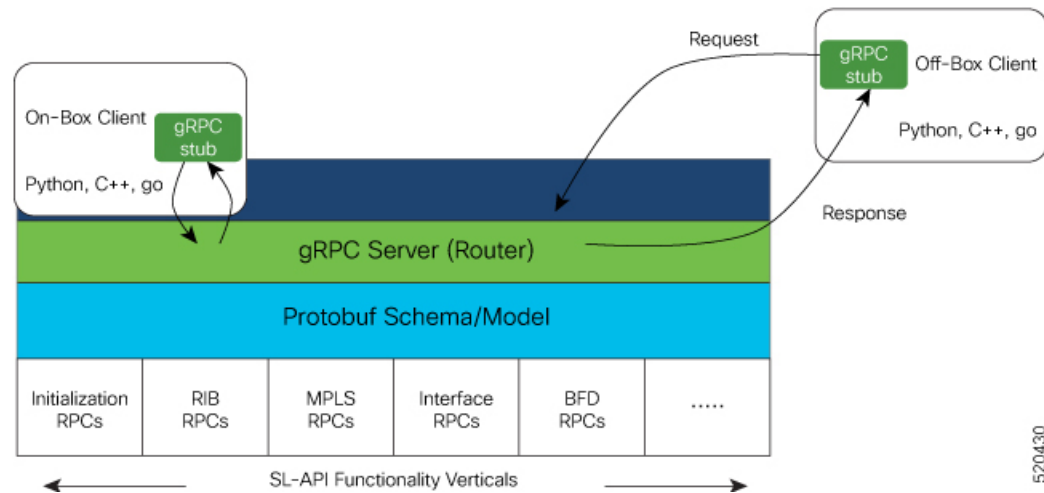 Request
gRPC
stub
Off-Box Client
Python, C++, go
On-Box Client
gRPC
stub
Python, C++, go
Response
gRPC Server (Router)
Protobuf Schema/Model
Initialization
RPCs
RIB
RPCs
MPLS
RPCs
Interface
RPCs
BFD
RPCs
.....
SL-API Functionality Verticals
520430